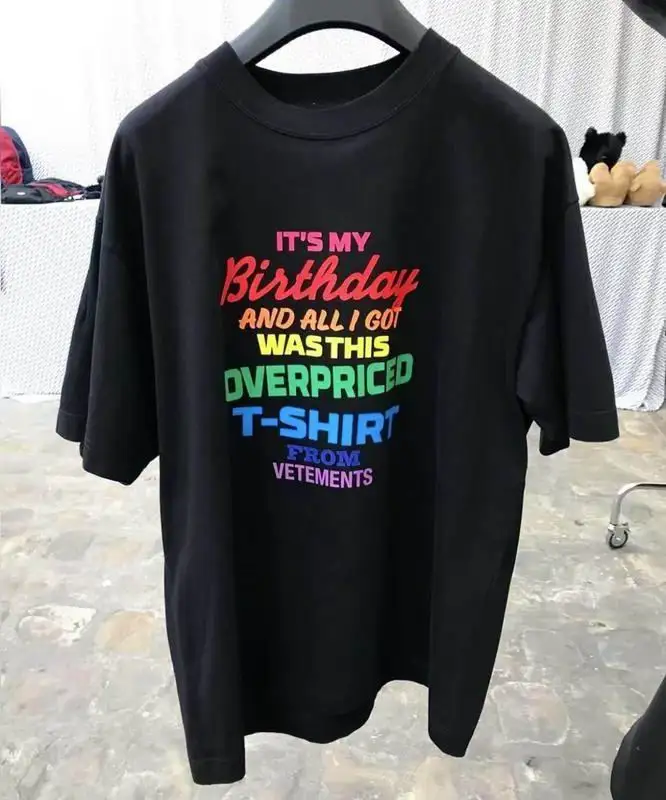 IT'S MY
Birthday
AND ALL I GOT
WAS THIS
OVERPRICED
T-SHIRT
FROM
VETEMENTS